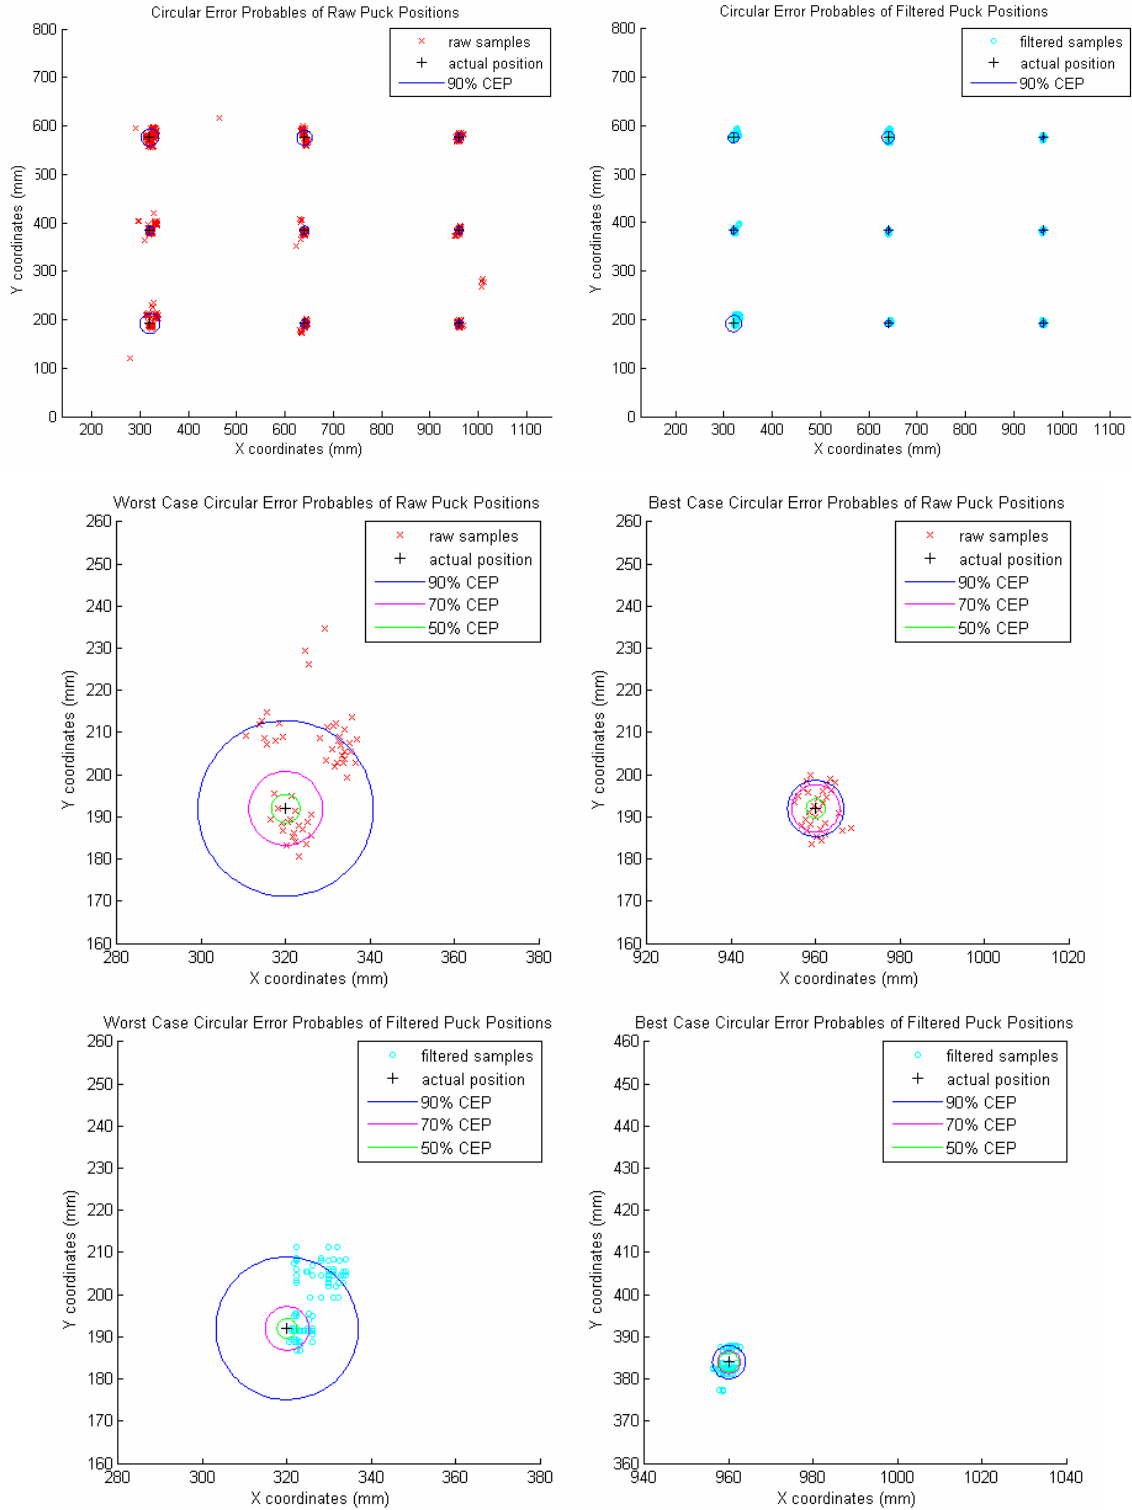 Circular Error Probables of Raw Puck Positions
800
700
600
500
400
300
200
100
0
Y coordinates (mm)
200 300 400 500 600 700 800 900 1000 1100
X coordinates (mm)
raw samples
actual position
90% CEP
Circular Error Probables of Filtered Puck Positions
800
700
600
500
400
300
200
100
0
Y coordinates (mm)
200 300 400 500 600 700 800 900 1000 1100
X coordinates (mm)
filtered samples
actual position
90% CEP
Worst Case Circular Error Probables of Raw Puck Positions
260
250
240
230
220
210
200
190
180
170
160
Y coordinates (mm)
280 300 320 340 360 380
X coordinates (mm)
raw samples
actual position
90% CEP
70% CEP
50% CEP
Best Case Circular Error Probables of Raw Puck Positions
260
250
240
230
220
210
200
190
180
170
160
Y coordinates (mm)
920 940 960 980 1000 1020
X coordinates (mm)
raw samples
actual position
90% CEP
70% CEP
50% CEP
Worst Case Circular Error Probables of Filtered Puck Positions
260
250
240
230
220
210
200
190
180
170
160
Y coordinates (mm)
280 300 320 340 360 380
X coordinates (mm)
filtered samples
actual position
90% CEP
70% CEP
50% CEP
Best Case Circular Error Probables of Filtered Puck Positions
460
450
440
430
420
410
400
390
380
370
360
Y coordinates (mm)
940 960 980 1000 1020 1040
X coordinates (mm)
filtered samples
actual position
90% CEP
70% CEP
50% CEP